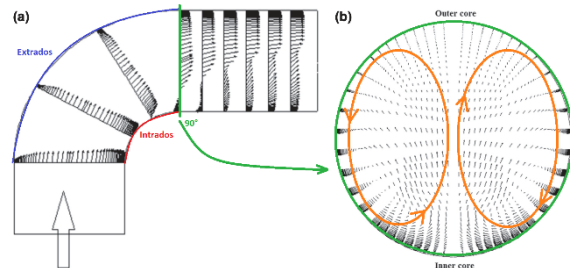 (a)
Extrados
Intrados
90°
(b)
Outer core
Inner core